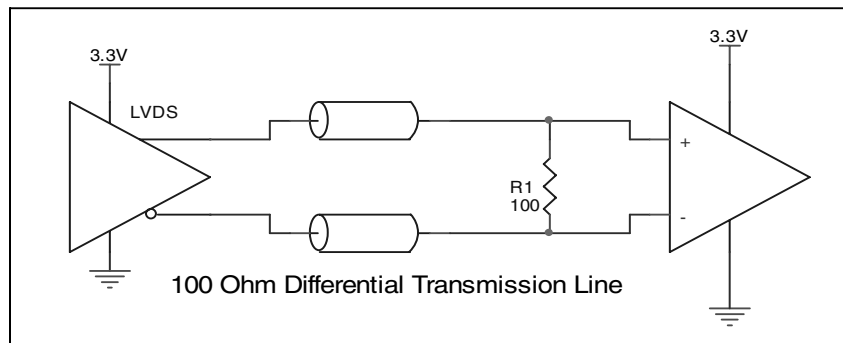 3.3V
3.3V
LVDS
+
R1
100
-
100 Ohm Differential Transmission Line